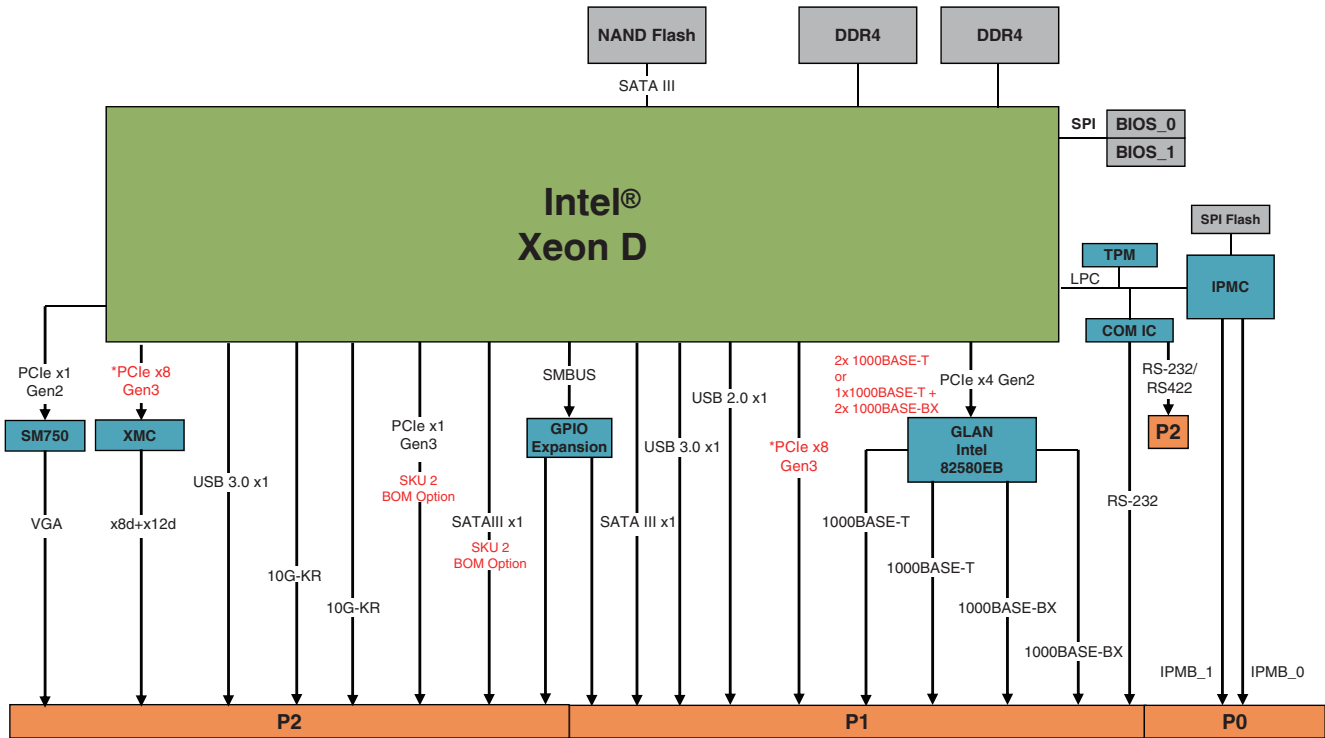 NAND Flash
DDR4
DDR4
SATA III
SPI
BIOS_0
BIOS_1
Intel®
Xeon D
SPI Flash
TPM
LPC
IPMC
COM IC
PCIe x1
Gen2
*PCIe x8
Gen3
SMBUS
2x 1000BASE-T
or
1x1000BASE-T +
2x 1000BASE-BX
PCIe x4 Gen2
RS-232/
RS422
SM750
XMC
USB 3.0 x1
PCIe x1
Gen3
SKU 2
BOM Option
GPIO
Expansion
USB 2.0 x1
USB 3.0 x1
*PCIe x8
Gen3
GLAN
Intel
82580EB
P2
VGA
x8d+x12d
SATAIII x1
SKU 2
BOM Option
SATA III x1
1000BASE-T
RS-232
10G-KR
10G-KR
1000BASE-T
1000BASE-BX
1000BASE-BX
IPMB_1
IPMB_0
P2
P1
P0